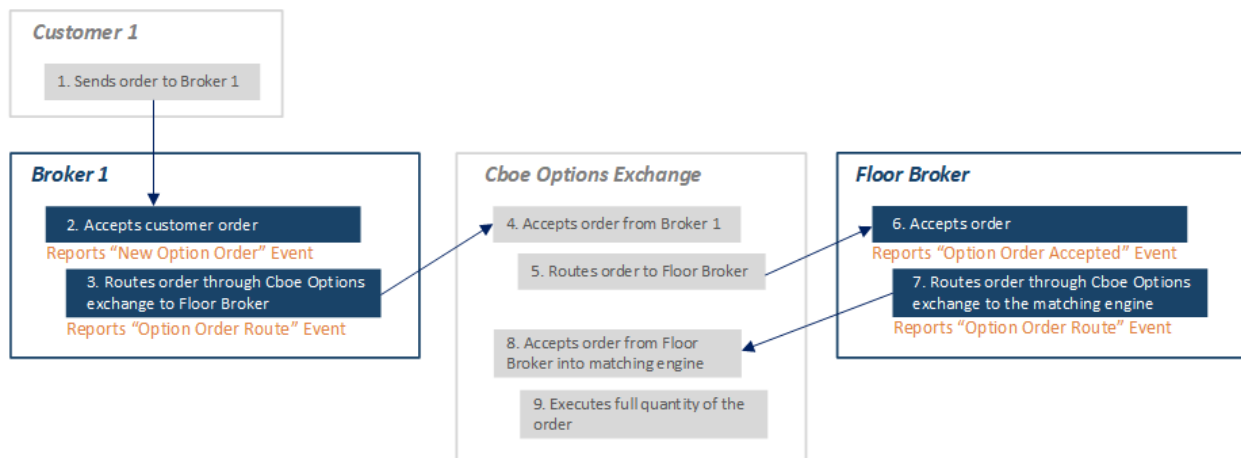 Customer 1
1. Sends order to Broker 1
Broker 1
2. Accepts customer order
Reports “New Option Order” Event
3. Routes order through Cboe Options
exchange to Floor Broker
Reports “Option Order Route” Event
Cboe Options Exchange
4. Accepts order from Broker 1
5. Routes order to Floor Broker
8. Accepts order from Floor
Broker into matching engine
9. Executes full quantity of the
order
Floor Broker
6. Accepts order
Reports “Option Order Accepted” Event
7. Routes order through Cboe Options
exchange to the matching engine
Reports “Option Order Route” Event